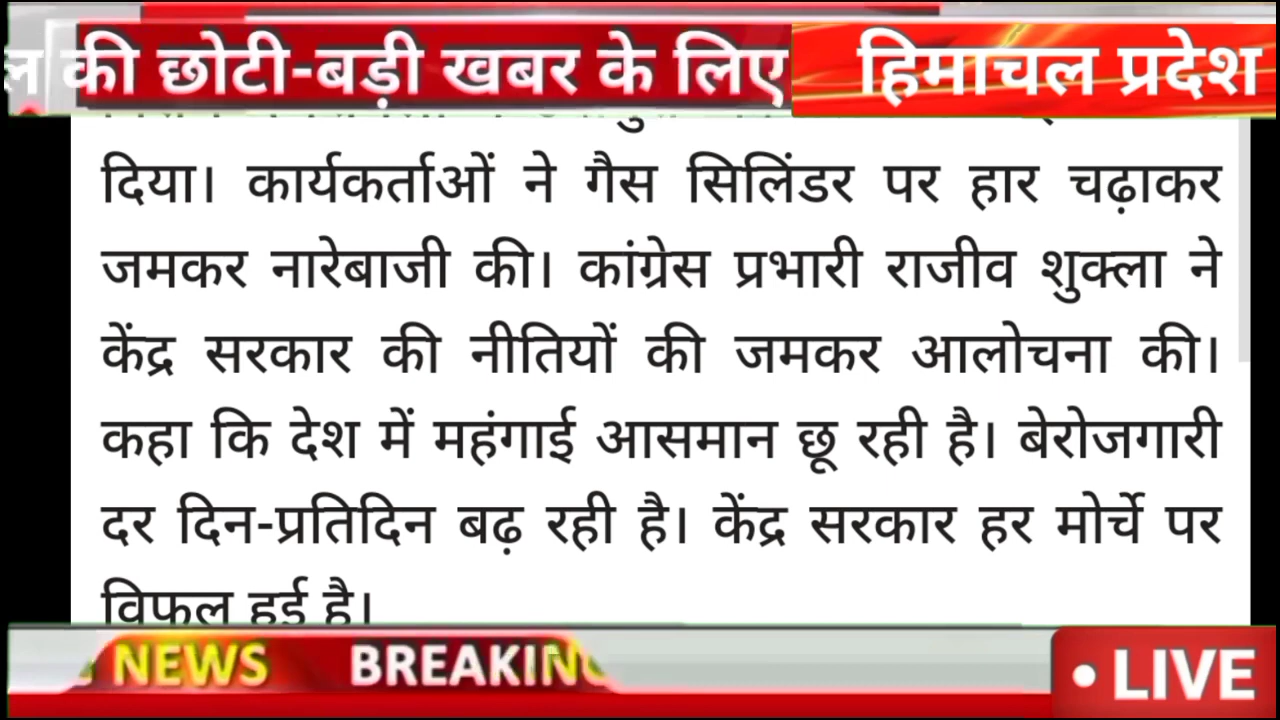 की छोटी-बड़ी खबर के लिए
हिमाचल प्रदेश
दिया। कार्यकर्ताओं ने गैस सिलिंडर पर हार चढ़ाकर
जमकर नारेबाजी की। कांग्रेस प्रभारी राजीव शुक्ला ने
केंद्र सरकार की नीतियों की जमकर आलोचना की।
कहा कि देश में महंगाई आसमान छू रही है। बेरोजगारी
दर दिन-प्रतिदिन बढ़ रही है। केंद्र सरकार हर मोर्चे पर
विफल हुई है।
NEWS BREAKING
• LIVE